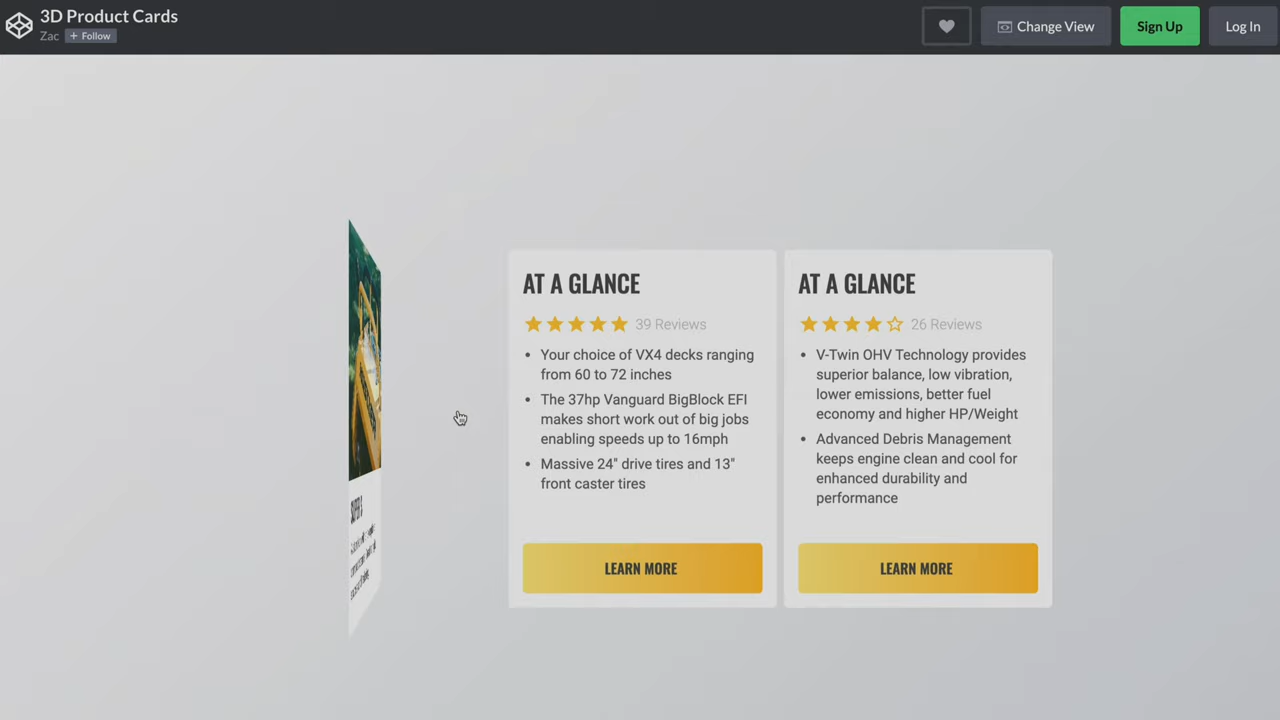 3D Product Cards
Zac + Follow
Change View
Sign Up
Log In
AT A GLANCE
39 Reviews
• Your choice of VX4 decks ranging
from 60 to 72 inches
• The 37hp Vanguard BigBlock EFI
makes short work out of big jobs
enabling speeds up to 16mph
• Massive 24" drive tires and 13"
front caster tires
LEARN MORE
AT A GLANCE
26 Reviews
• V-Twin OHV Technology provides
superior balance, low vibration,
lower emissions, better fuel
economy and higher HP/Weight
• Advanced Debris Management
keeps engine clean and cool for
enhanced durability and
performance
LEARN MORE